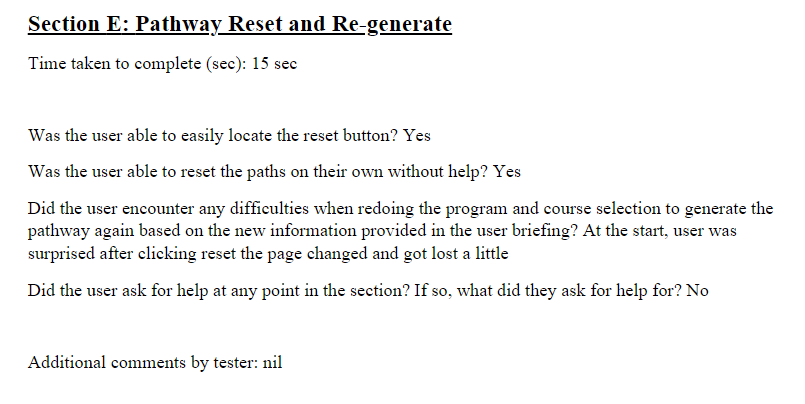 Section E: Pathway Reset and Re-generate
Time taken to complete (sec): 15 sec
Was the user able to easily locate the reset button? Yes
Was the user able to reset the paths on their own without help? Yes
Did the user encounter any difficulties when redoing the program and course selection to generate the
pathway again based on the new information provided in the user briefing? At the start, user was
surprised after clicking reset the page changed and got lost a little
Did the user ask for help at any point in the section? If so, what did they ask for help for? No
Additional comments by tester: nil